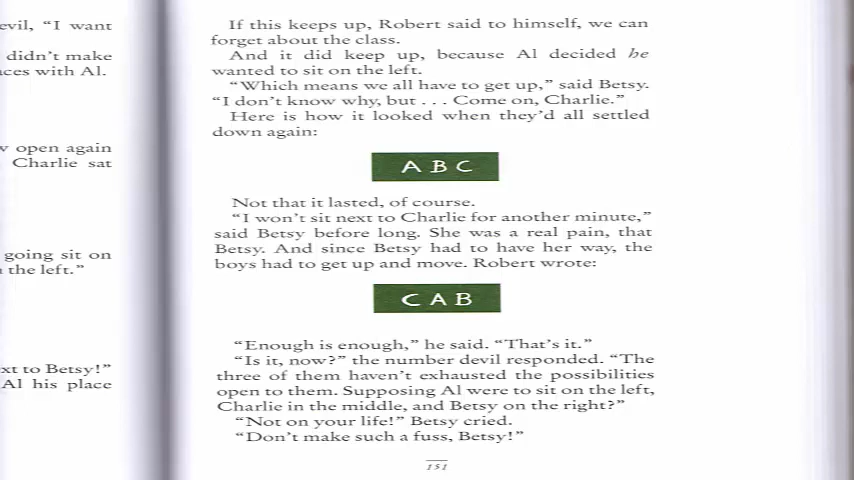 evil, “I want
didn’t make
ces with Al.
open again
Charlie sat
going sit on
the left.”
xt to Betsy!”
Al his place
If this keeps up, Robert said to himself, we can
forget about the class.
And it did keep up, because Al decided he
wanted to sit on the left.
“Which means we all have to get up,” said Betsy.
“I don’t know why, but . . . Come on, Charlie.”
Here is how it looked when they’d all settled
down again:
A B C
Not that it lasted, of course.
“I won’t sit next to Charlie for another minute,”
said Betsy before long. She was a real pain, that
Betsy. And since Betsy had to have her way, the
boys had to get up and move. Robert wrote:
C A B
“Enough is enough,” he said. “That’s it.”
“Is it, now?” the number devil responded. “The
three of them haven’t exhausted the possibilities
open to them. Supposing Al were to sit on the left,
Charlie in the middle, and Betsy on the right?”
“Not on your life!” Betsy cried.
“Don’t make such a fuss, Betsy!”
151